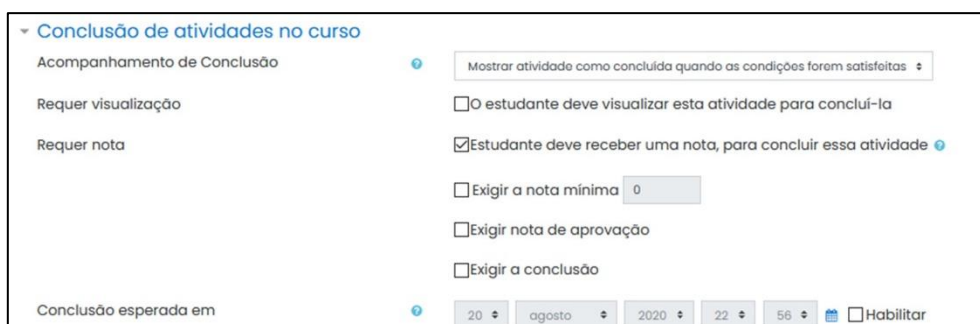 Conclusão de atividades no curso
Acompanhamento de Conclusão ? Mostrar atividade como concluída quando as condições forem satisfeitas
Requer visualização O estudante deve visualizar esta atividade para concluí-la
Requer nota Estudante deve receber uma nota, para concluir essa atividade ?
Exigir a nota mínima 0
Exigir nota de aprovação
Exigir a conclusão
Conclusão esperada em ? 20 agosto 2020 22 56 Habilitar